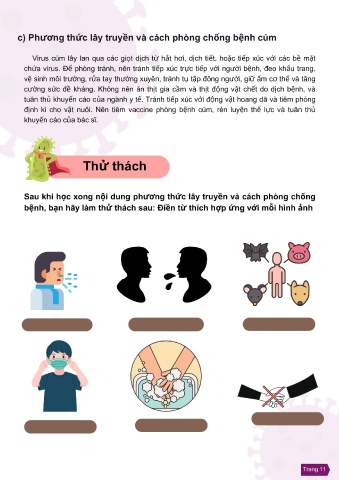 c) Phương thức lây truyền và cách phòng chống bệnh cúm
Virus cúm lây lan qua các giọt dịch từ hắt hơi, dịch tiết, hoặc tiếp xúc với các bề mặt
chứa virus. Để phòng tránh, nên tránh tiếp xúc trực tiếp với người bệnh, đeo khẩu trang,
vệ sinh môi trường, rửa tay thường xuyên, tránh tụ tập đông người, giữ ấm cơ thể và tăng
cường sức đề kháng. Không nên ăn thịt gia cầm và thịt động vật chết do dịch bệnh, và
tuân thủ khuyến cáo của ngành y tế. Tránh tiếp xúc với động vật hoang dã và tiêm phòng
định kì cho vật nuôi. Nên tiêm vaccine phòng bệnh cúm, rèn luyện thể lực và tuân thủ
khuyến cáo của bác sĩ.
Thử thách
Sau khi học xong nội dung phương thức lây truyền và cách phòng chống
bệnh, bạn hãy làm thử thách sau: Điền từ thích hợp ứng với mỗi hình ảnh
Trang 11